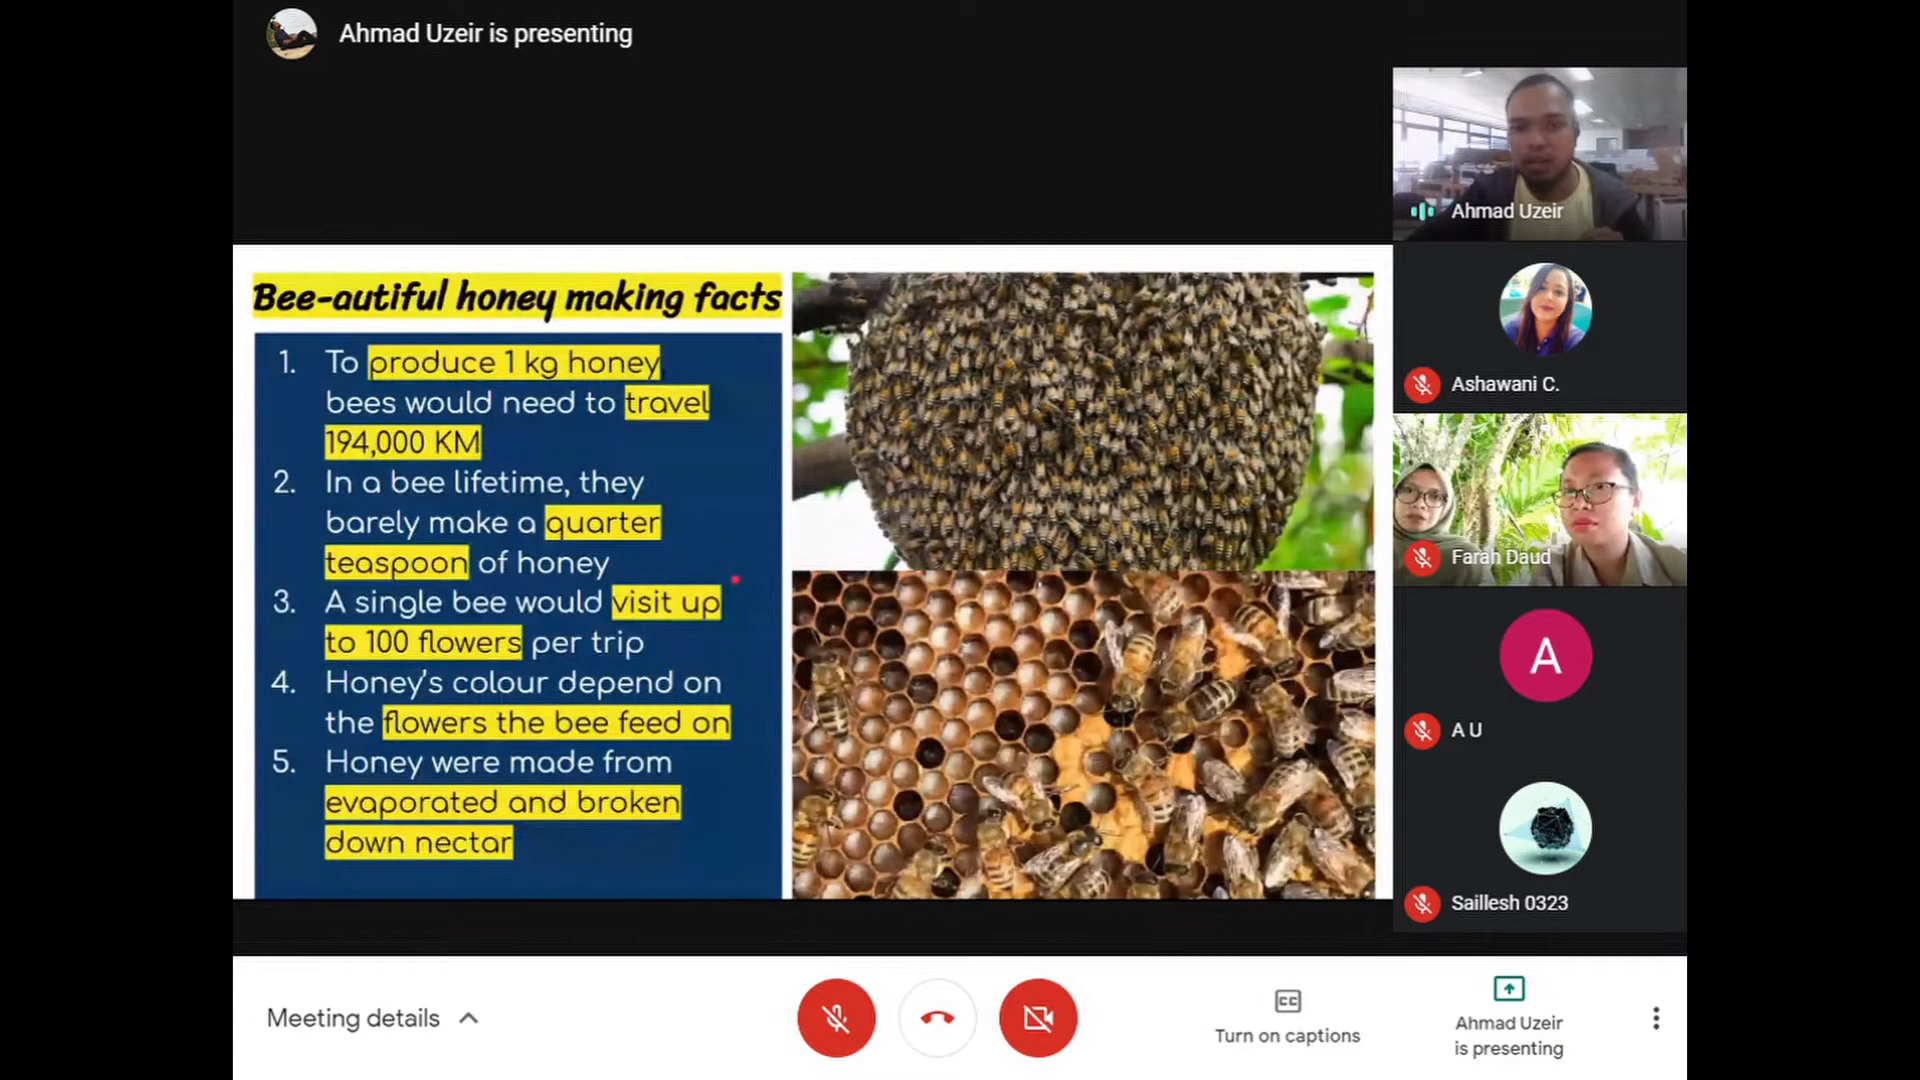 Ahmad Uzeir is presenting
Bee-autiful honey making facts
1. To produce 1 kg honey
bees would need to travel
194,000 KM
2. In a bee lifetime, they
barely make a quarter
teaspoon of honey
3. A single bee would visit up
to 100 flowers per trip
4. Honey's colour depend on
the flowers the bee feed on
5. Honey were made from
evaporated and broken
down nectar
Ahmad Uzeir
Ashawani C.
Farah Daud
A
A U
Saillesh 0323
Meeting details
CC
Turn on captions
Ahmad Uzeir
is presenting